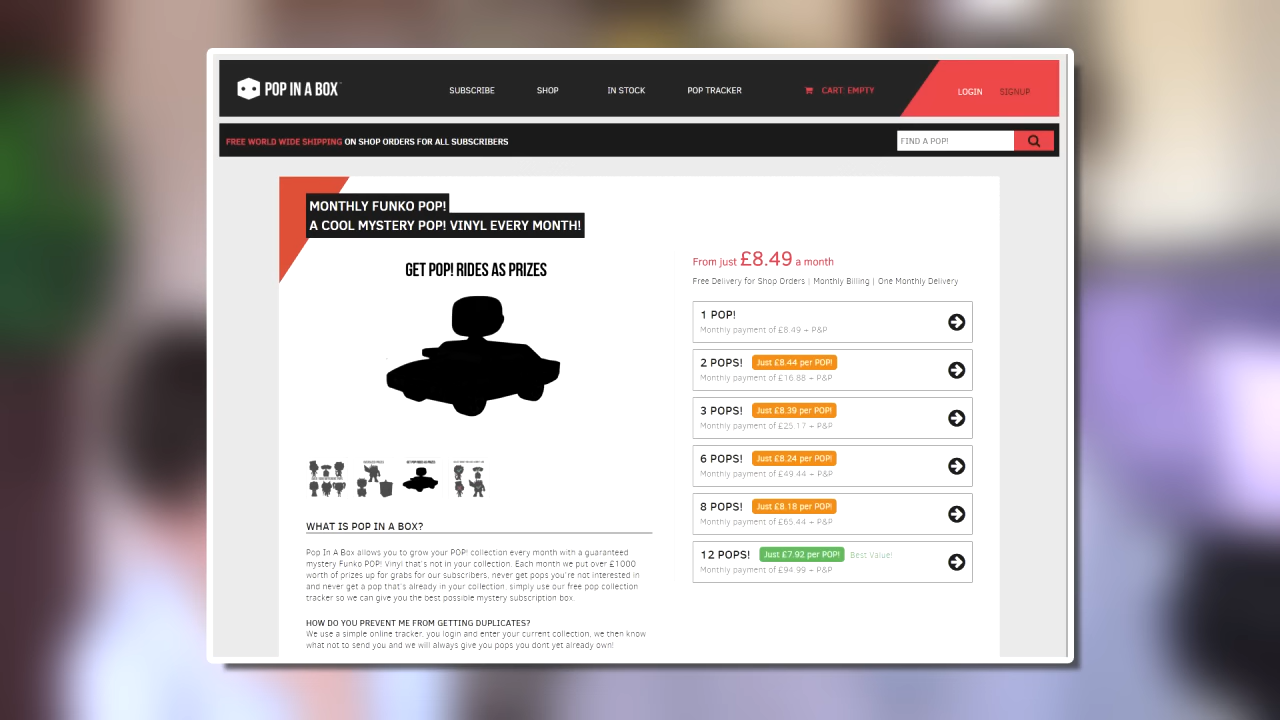 POP IN A BOX
SUBSCRIBE
SHOP
IN STOCK
POP TRACKER
CART: EMPTY
LOGIN
SIGNUP
FREE WORLD WIDE SHIPPING ON SHOP ORDERS FOR ALL SUBSCRIBERS
FIND A POP!
MONTHLY FUNKO POP!
A COOL MYSTERY POP! VINYL EVERY MONTH!
GET POP! RIDES AS PRIZES
WHAT IS POP IN A BOX?
Pop In A Box allows you to grow your POP! collection every month with a guaranteed
mystery Funko POP! Vinyl that's not in your collection. Each month we put over £1000
worth of prizes up for grabs for our subscribers, never get pops you're not interested in
and never get a pop that's already in your collection, simply use our free pop collection
tracker so we can give you the best possible mystery subscription box.
HOW DO YOU PREVENT ME FROM GETTING DUPLICATES?
We use a simple online tracker, you login and enter your current collection, we then know
what not to send you and we will always give you pops you dont yet already own!
From just £8.49 a month
Free Delivery for Shop Orders | Monthly Billing | One Monthly Delivery
1 POP!
Monthly payment of £8.49 + P&P
2 POPS! Just £8.44 per POP!
Monthly payment of £16.88 + P&P
3 POPS! Just £8.39 per POP!
Monthly payment of £25.17 + P&P
6 POPS! Just £8.24 per POP!
Monthly payment of £49.44 + P&P
8 POPS! Just £8.18 per POP!
Monthly payment of £65.44 + P&P
12 POPS! Just £7.92 per POP! Best Value!
Monthly payment of £94.99 + P&P